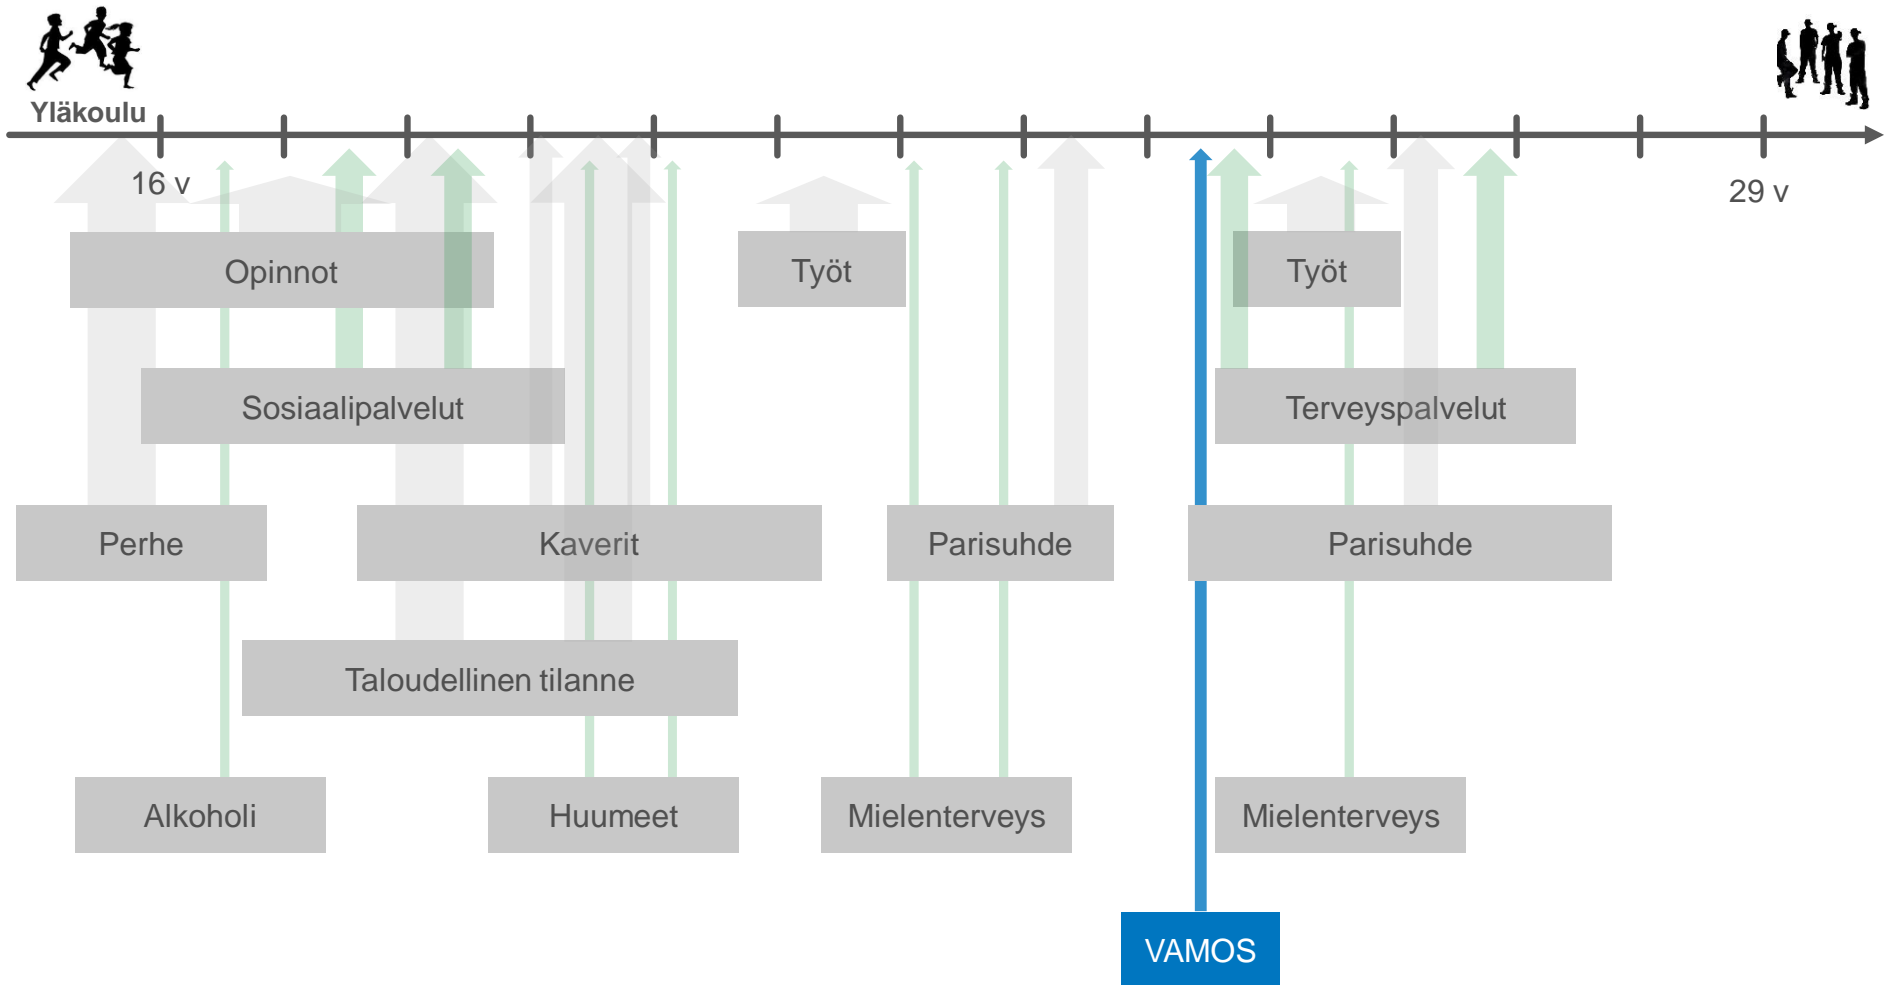 Yläkoulu
16 v
29 v
Opinnot
Työt
Työt
Sosiaalipalvelut
Terveyspalvelut
Perhe
Kaverit
Parisuhde
Parisuhde
Taloudellinen tilanne
Alkoholi
Huumeet
Mielenterveys
Mielenterveys
VAMOS